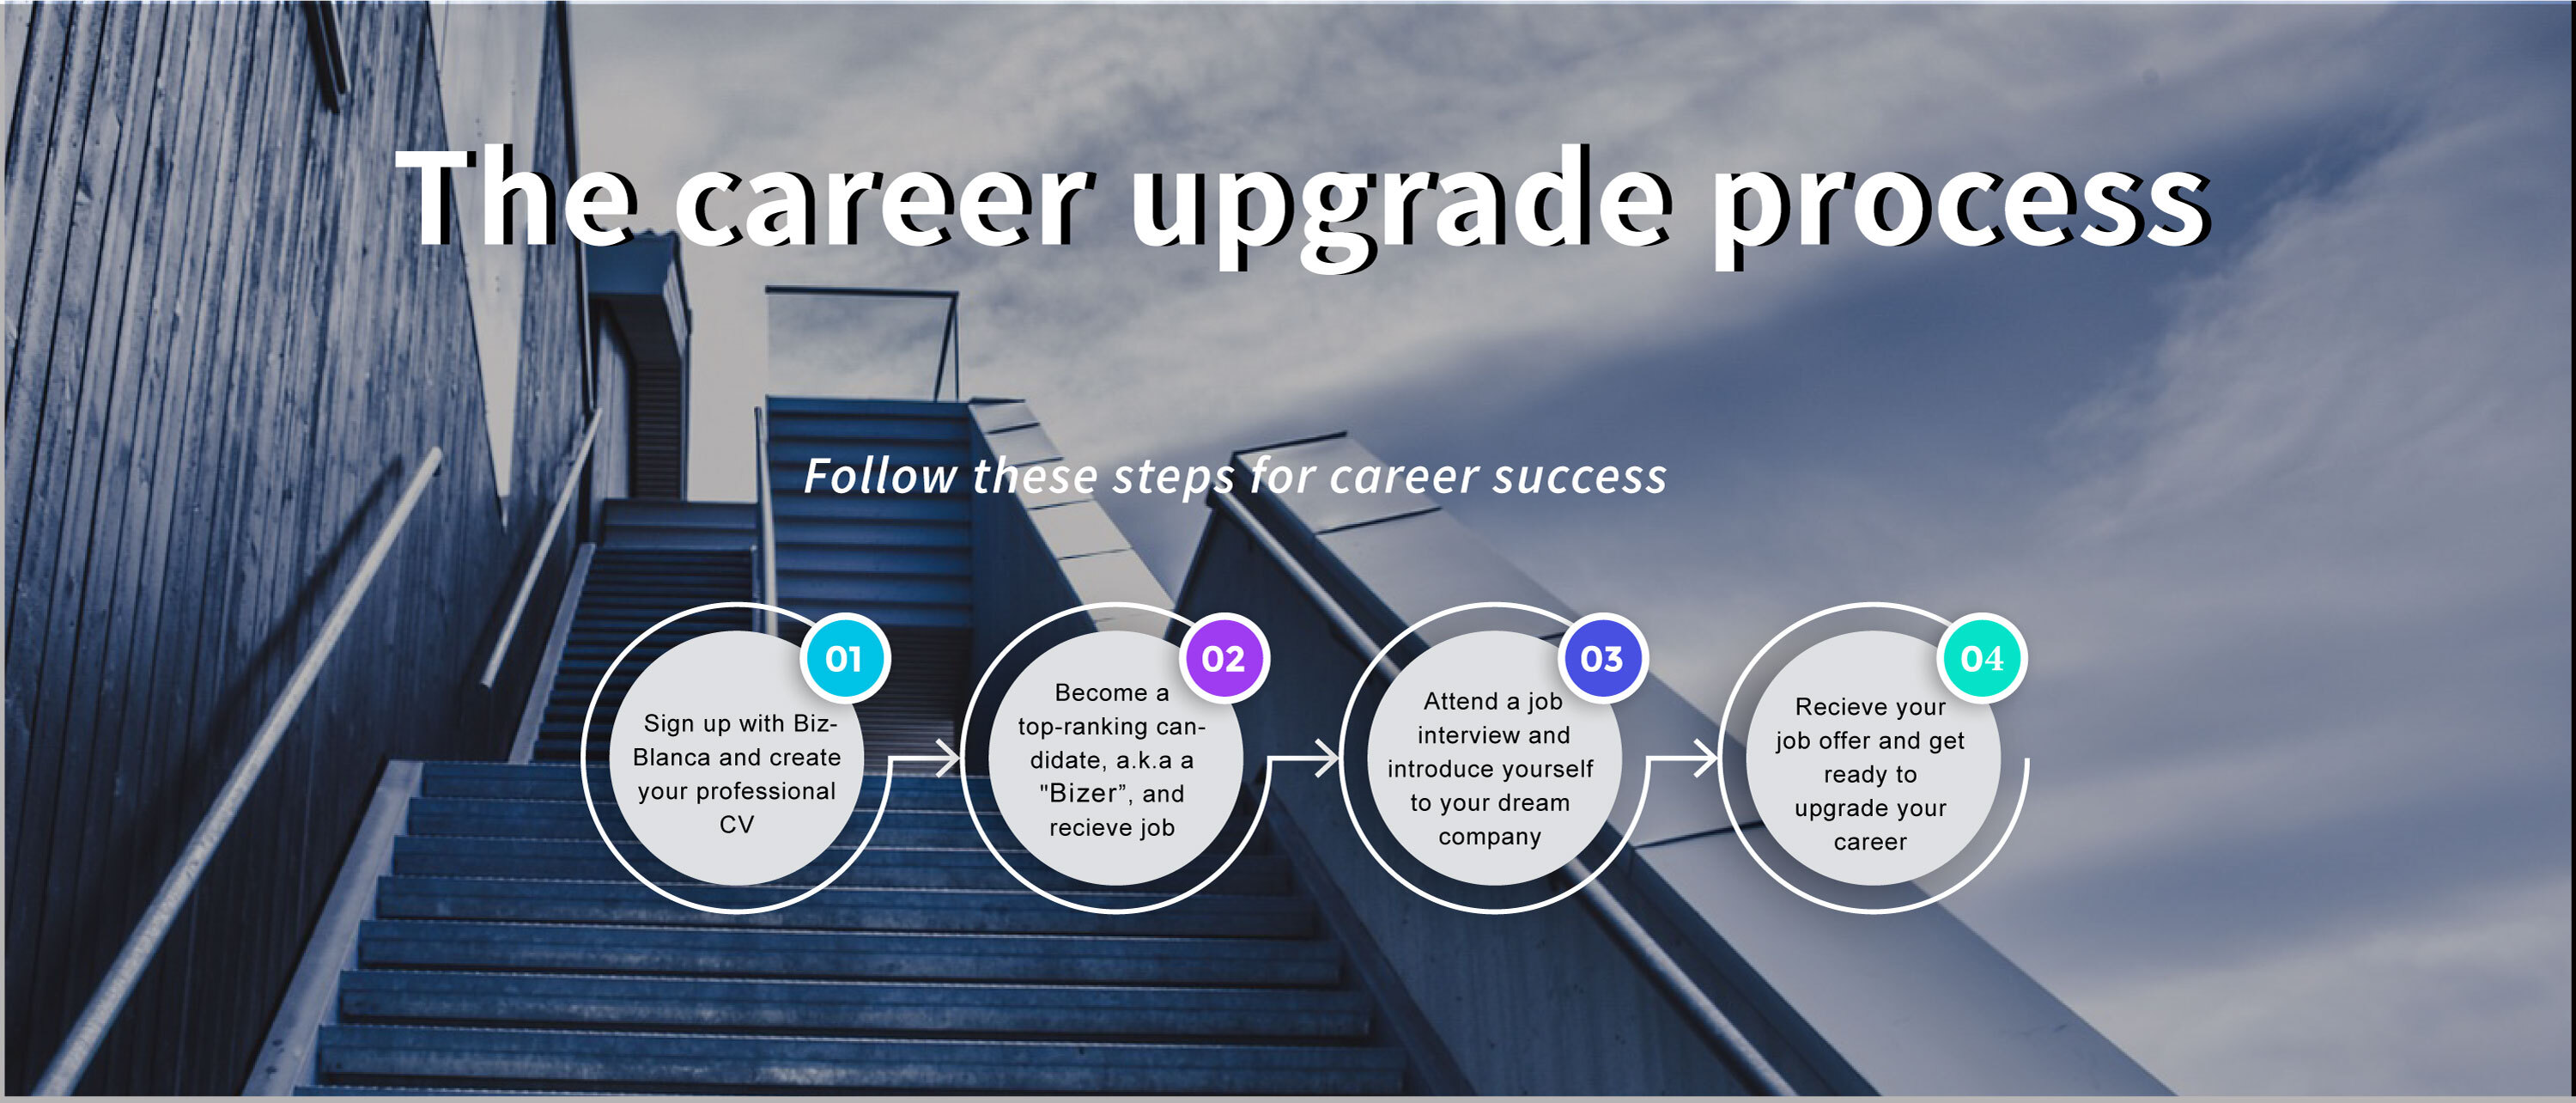 The career upgrade process
Follow these steps for career success
01
Sign up with Biz-
Blanca and create
your professional
CV
02
Become a
top-ranking can-
didate, a.k.a a
"Bizer”, and
recieve job
03
Attend a job
interview and
introduce yourself
to your dream
company
04
Recieve your
job offer and get
ready to
upgrade your
career